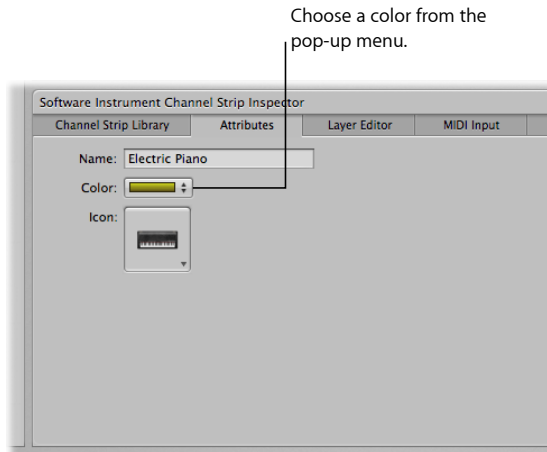 Choose a color from the
pop-up menu.
Software Instrument Channel Strip Inspector
Channel Strip Library Attributes Layer Editor MIDI Input
Name: Electric Piano
Color:
Icon: